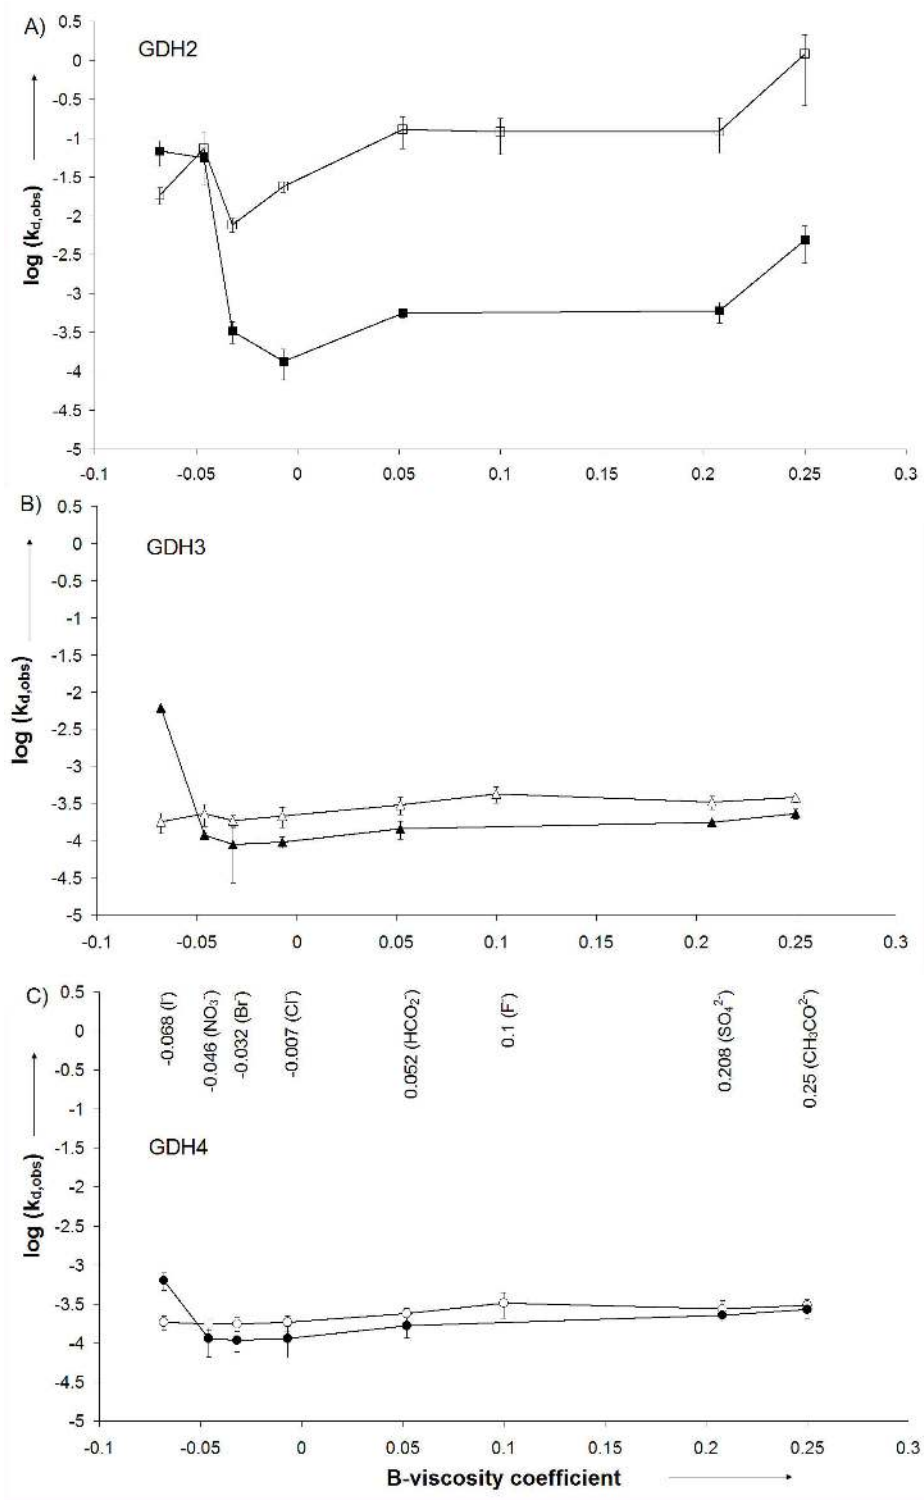 A)
GDH2
log (kd,obs)
0.5
0
-0.5
-1
-1.5
-2
-2.5
-3
-3.5
-4
-4.5
-5
-0.1 -0.05 0 0.05 0.1 0.15 0.2 0.25 0.3
B)
GDH3
log (kd,obs)
0.5
0
-0.5
-1
-1.5
-2
-2.5
-3
-3.5
-4
-4.5
-5
-0.1 -0.05 0 0.05 0.1 0.15 0.2 0.25 0.3
C)
-0.068 (I-)
-0.046 (NO3-)
-0.032 (Br-)
-0.007 (Cl-)
0.052 (HCO2-)
0.1 (F-)
0.208 (SO4 2-)
0.25 (CH3CO2-)
GDH4
log (kd,obs)
0.5
0
-0.5
-1
-1.5
-2
-2.5
-3
-3.5
-4
-4.5
-5
-0.1 -0.05 0 0.05 0.1 0.15 0.2 0.25 0.3
B-viscosity coefficient